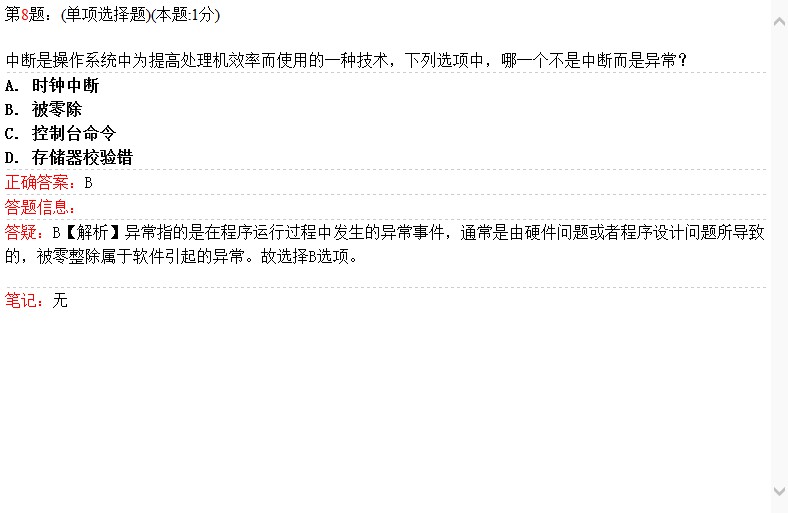 第8题：(单项选择题)(本题:1分)
中断是操作系统中为提高处理机效率而使用的一种技术，下列选项中，哪一个不是中断而是异常？
A. 时钟中断
B. 被零除
C. 控制台命令
D. 存储器校验错
正确答案：B
答题信息：
答疑：B【解析】异常指的是在程序运行过程中发生的异常事件，通常是由硬件问题或者程序设计问题所导致
的，被零整除属于软件引起的异常。故选择B选项。
笔记：无